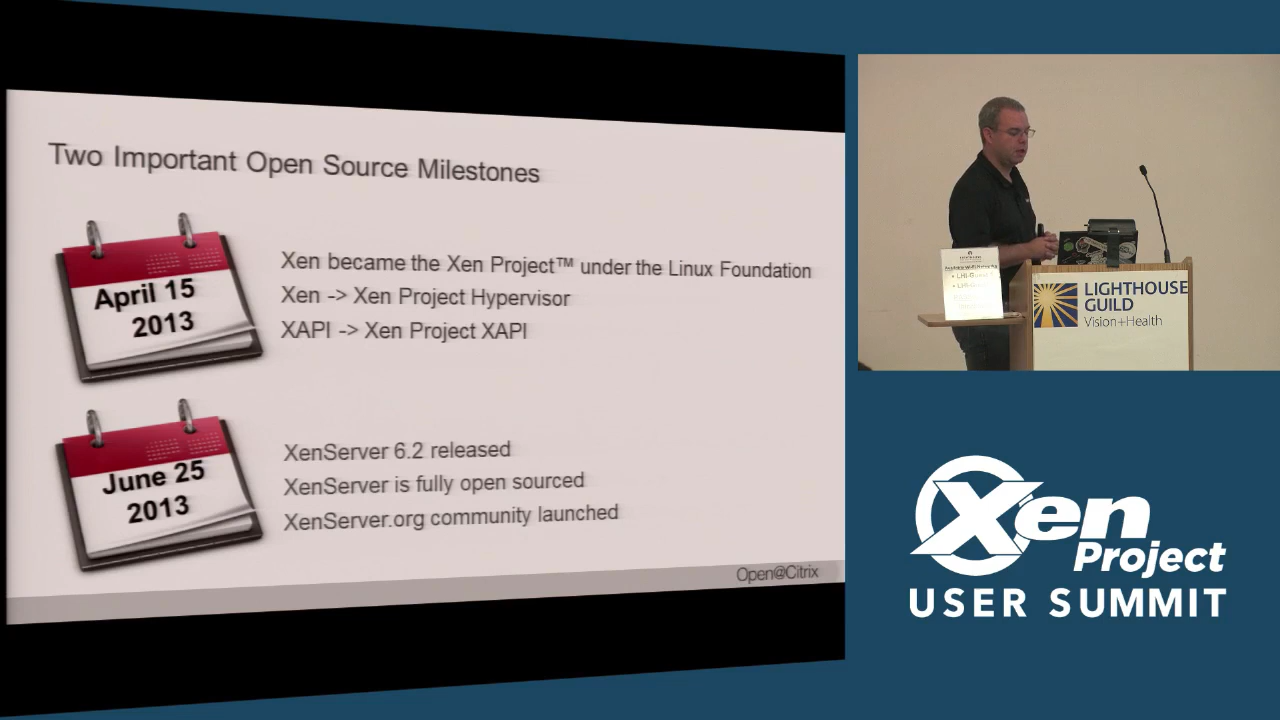 Two Important Open Source Milestones
April 15
2013
Xen became the Xen Project™ under the Linux Foundation
Xen -> Xen Project Hypervisor
XAPI -> Xen Project XAPI
June 25
2013
XenServer 6.2 released
XenServer is fully open sourced
XenServer.org community launched
Open@Citrix
LIGHTHOUSE
GUILD
Vision+Health
Xen
Project
USER SUMMIT